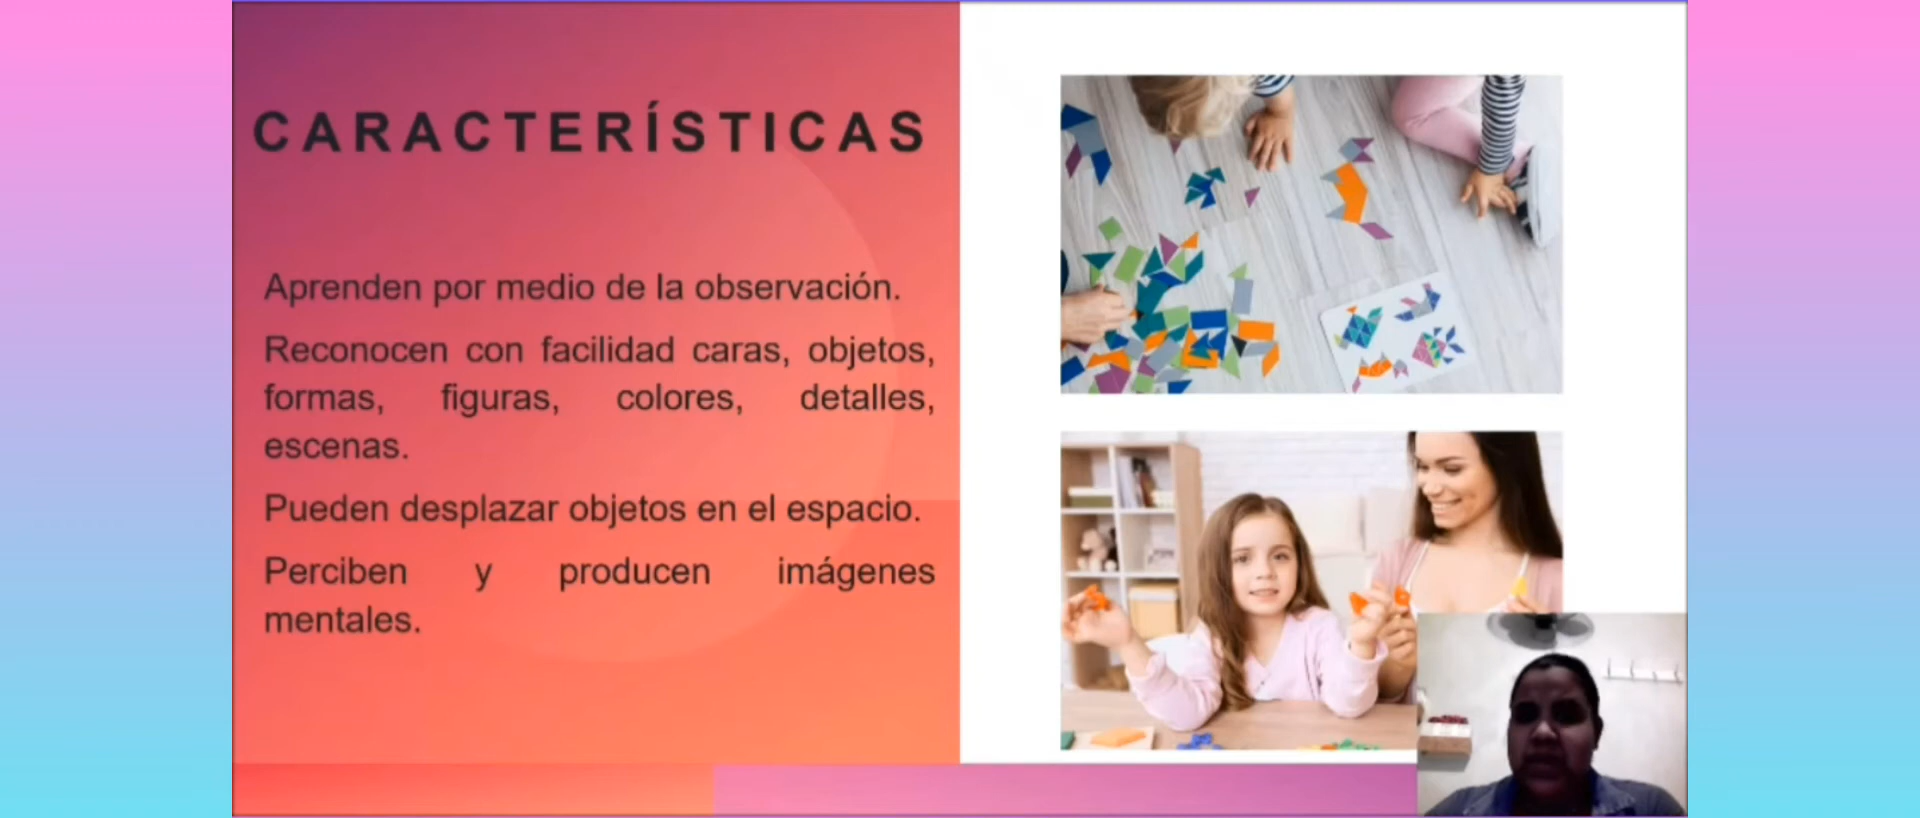 CARACTERÍSTICAS
Aprenden por medio de la observación.
Reconocen con facilidad caras, objetos,
formas, figuras, colores, detalles,
escenas.
Pueden desplazar objetos en el espacio.
Perciben y producen imágenes
mentales.